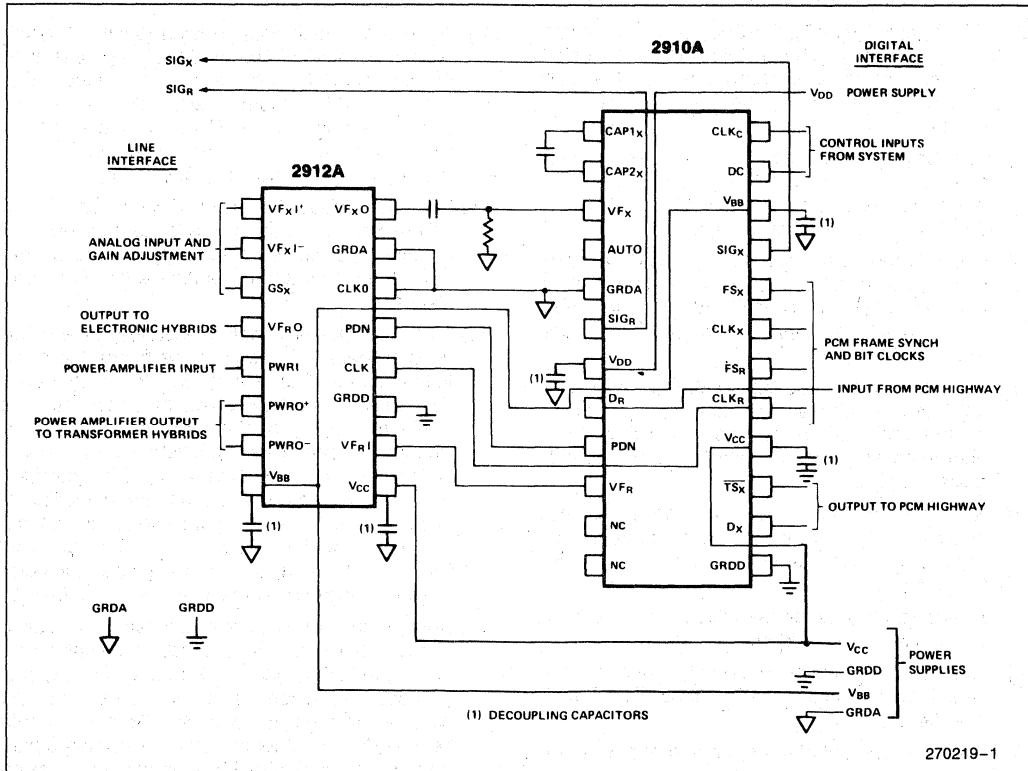 2910A
DIGITAL
INTERFACE
SIGX
SIGR
VDD POWER SUPPLY
LINE
INTERFACE
2912A
VFXI+
VFXI−
GSX
VFRO
PWRI
PWRO+
PWRO−
VBB
VFXO
GRDA
CLK0
PDN
CLK
GRDD
VFRI
VCC
ANALOG INPUT AND
GAIN ADJUSTMENT
OUTPUT TO
ELECTRONIC HYBRIDS
POWER AMPLIFIER INPUT
POWER AMPLIFIER OUTPUT
TO TRANSFORMER HYBRIDS
(1)
(1)
CAP1X
CAP2X
VFX
AUTO
GRDA
SIGR
VDD
(1)
DR
PDN
VFR
NC
NC
CLKC
DC
VBB
(1)
SIGX
FSX
CLKX
FSR
CLKR
VCC
(1)
TSX
DX
GRDD
CONTROL INPUTS
FROM SYSTEM
PCM FRAME SYNCH
AND BIT CLOCKS
INPUT FROM PCM HIGHWAY
OUTPUT TO PCM HIGHWAY
GRDA
GRDD
VCC
GRDD
VBB
GRDA
POWER
SUPPLIES
(1) DECOUPLING CAPACITORS
270219-1